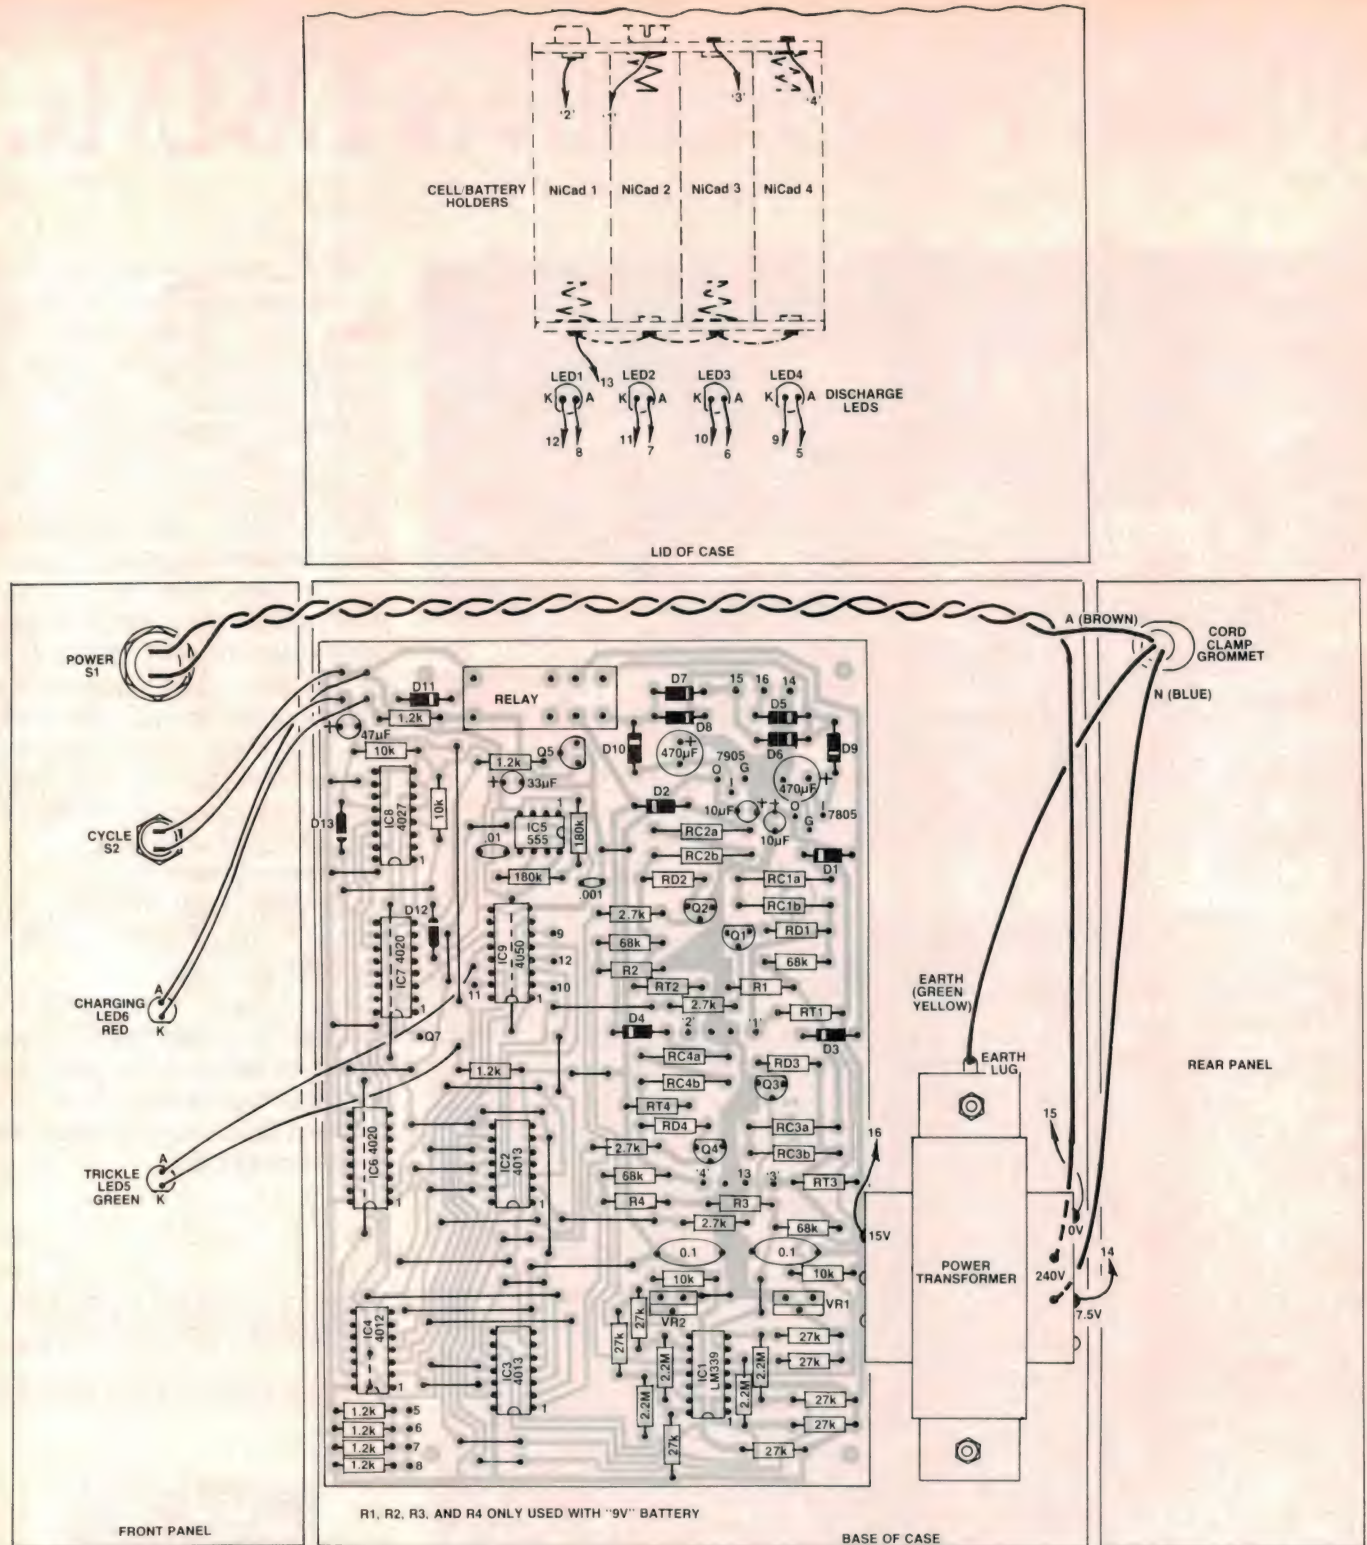 '2'
'1'
'3'
'4'
CELL/BATTERY
HOLDERS
NiCad 1
NiCad 2
NiCad 3
NiCad 4
13
LED1
LED2
LED3
LED4
K A
K A
K A
K A
DISCHARGE
LEDS
12
8
11
7
10
6
9
5
LID OF CASE
POWER
S1
A (BROWN)
CORD
CLAMP
GROMMET
N (BLUE)
D11
RELAY
D7
15
16
14
1.2k
D8
D5
47µF
D10
470µF
D6
D9
10k
1.2k
Q5
7905
O
I
G
470µF
33µF
D2
10µF
10µF
O
G
I
7805
CYCLE
S2
D13
IC8
4027
1
10k
.01
IC5
555
1
180k
RC2a
RC2b
D1
180k
.001
RD2
RC1a
RC1b
D12
2.7k
Q2
Q1
RD1
IC7 4020
1
IC9
4050
1
9
12
10
11
68k
68k
R2
RT2
R1
2.7k
RT1
CHARGING
LED6
RED
A
K
EARTH
(GREEN
YELLOW)
Q7
D4
'2'
'1'
D3
EARTH
LUG
REAR PANEL
1.2k
RC4a
RD3
RC4b
Q3
RT4
RD4
RC3a
RC3b
16
15
IC6 4020
1
IC2
4013
1
2.7k
Q4
68k
'4'
13
'3'
RT3
TRICKLE
LED5
GREEN
A
K
R4
R3
2.7k
68k
15V
0V
0.1
0.1
POWER
TRANSFORMER
240V
14
7.5V
10k
10k
VR2
VR1
27k
27k
IC4
4012
1
IC3
4013
1
2.2M
2.2M
IC1
LM339
1
2.2M
2.2M
27k
27k
27k
27k
27k
27k
1.2k
5
1.2k
6
1.2k
7
1.2k
8
R1, R2, R3, AND R4 ONLY USED WITH "9V" BATTERY
FRONT PANEL
BASE OF CASE